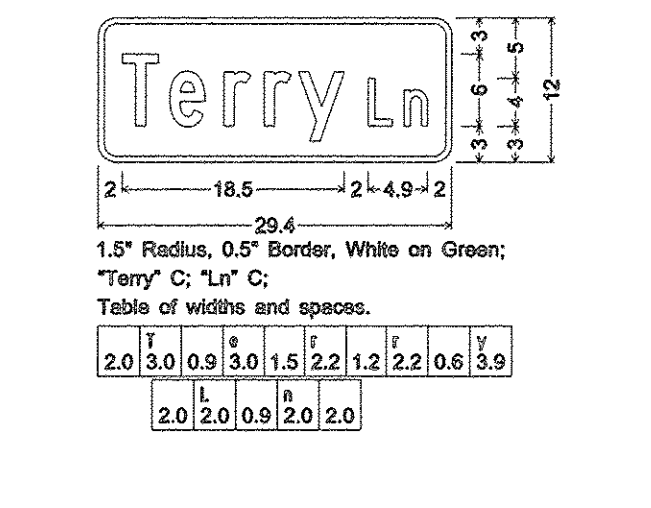 Terry Ln
3 6 3
5 4 3
12
2 18.5 2 4.9 2
29.4
1.5" Radius, 0.5" Border, White on Green;
"Terry" C; "Ln" C;
Table of widths and spaces.
T e r r y
2.0 3.0 0.9 3.0 1.5 2.2 1.2 2.2 0.6 3.9
L n
2.0 2.0 0.9 2.0 2.0